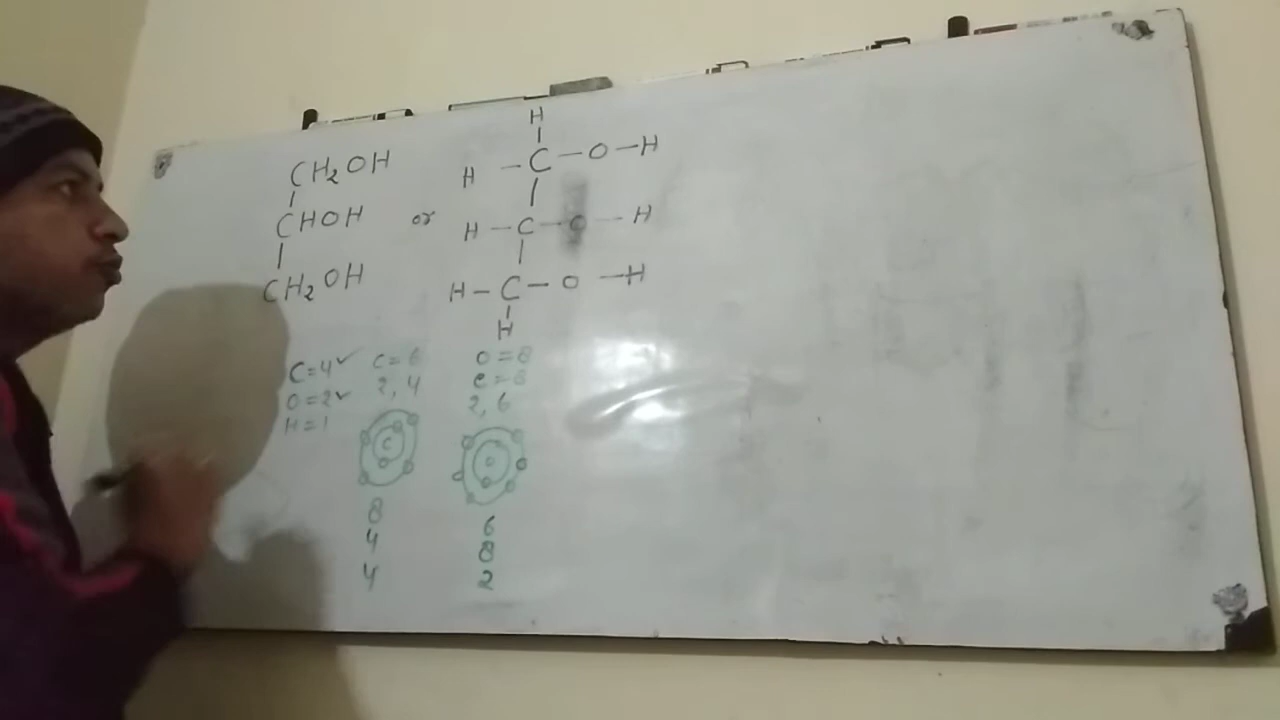 CH₂OH
|
CHOH
|
CH₂OH
or
H
|
H — C — O — H
|
H — C — O — H
|
H — C — O — H
|
H
C=4✓
O=2✓
H=1
C=6
2,4
C
8
4
4
O=8
e=8
2,6
O
6
8
2